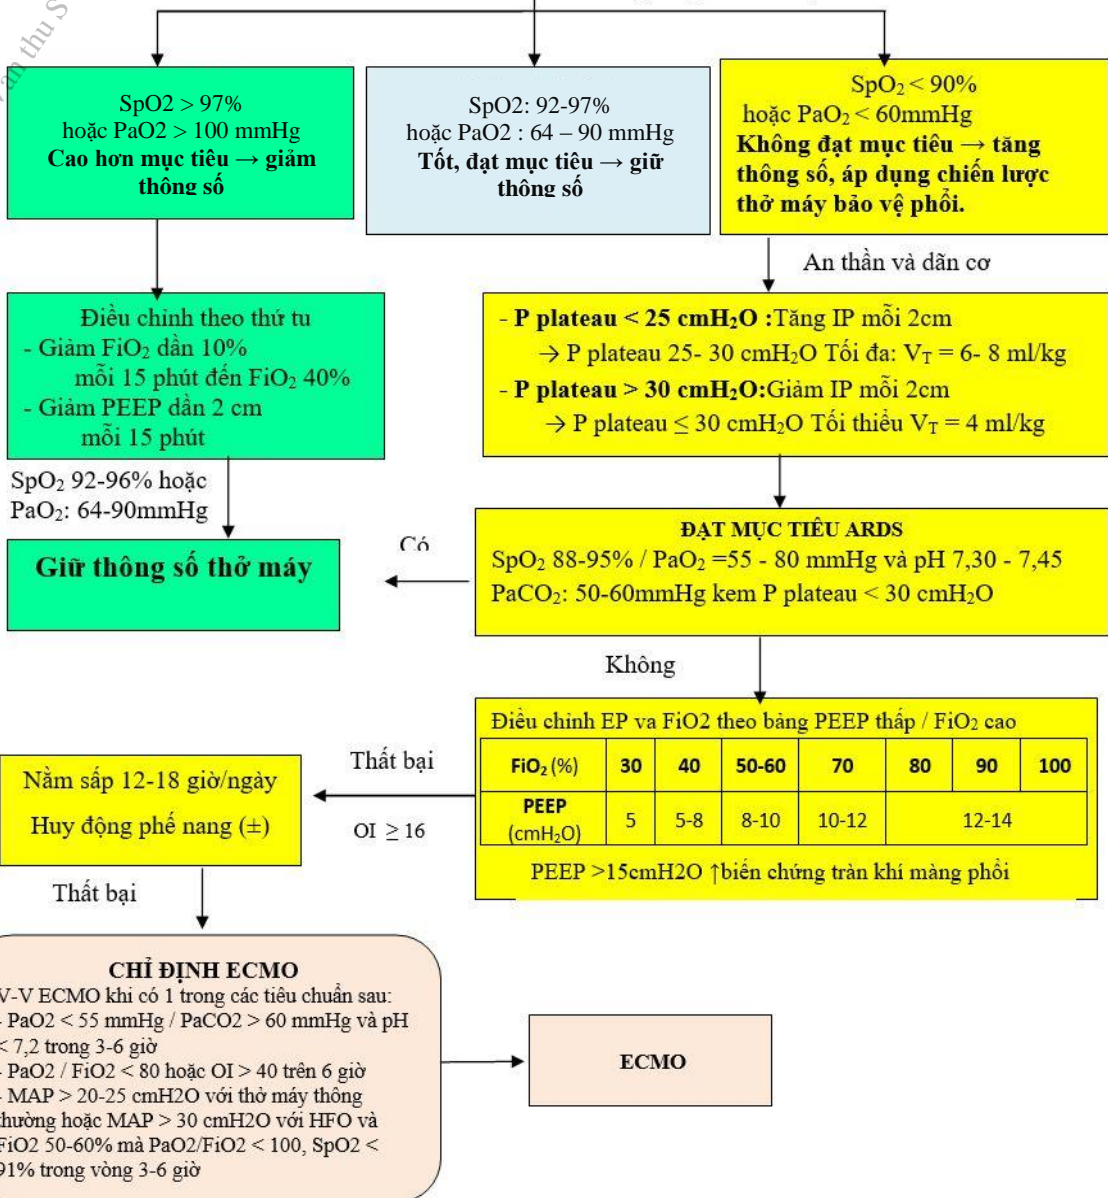 SpO2 > 97%
hoặc PaO2 > 100 mmHg
Cao hơn mục tiêu → giảm
thông số
SpO2: 92-97%
hoặc PaO2 : 64 – 90 mmHg
Tốt, đạt mục tiêu → giữ
thông số
SpO₂ < 90%
hoặc PaO₂ < 60mmHg
Không đạt mục tiêu → tăng
thông số, áp dụng chiến lược
thở máy bảo vệ phổi.
An thần và dãn cơ
Điều chỉnh theo thứ tu
- Giảm FiO₂ dần 10%
mỗi 15 phút đến FiO₂ 40%
- Giảm PEEP dần 2 cm
mỗi 15 phút
- P plateau < 25 cmH₂O :Tăng IP mỗi 2cm
→ P plateau 25- 30 cmH₂O Tối đa: V_T = 6- 8 ml/kg
- P plateau > 30 cmH₂O:Giảm IP mỗi 2cm
→ P plateau ≤ 30 cmH₂O Tối thiểu V_T = 4 ml/kg
SpO₂ 92-96% hoặc
PaO₂: 64-90mmHg
Giữ thông số thở máy
Có
ĐẠT MỤC TIÊU ARDS
SpO₂ 88-95% / PaO₂ =55 - 80 mmHg và pH 7,30 - 7,45
PaCO₂: 50-60mmHg kem P plateau < 30 cmH₂O
Không
Điều chỉnh EP va FiO2 theo bảng PEEP thấp / FiO₂ cao
FiO₂ (%) 30 40 50-60 70 80 90 100
PEEP
(cmH₂O) 5 5-8 8-10 10-12 12-14
PEEP >15cmH2O ↑biến chứng tràn khí màng phổi
Thất bại
OI ≥ 16
Nằm sấp 12-18 giờ/ngày
Huy động phế nang (±)
Thất bại
CHỈ ĐỊNH ECMO
V-V ECMO khi có 1 trong các tiêu chuẩn sau:
- PaO2 < 55 mmHg / PaCO2 > 60 mmHg và pH
< 7,2 trong 3-6 giờ
- PaO2 / FiO2 < 80 hoặc OI > 40 trên 6 giờ
- MAP > 20-25 cmH2O với thở máy thông
thường hoặc MAP > 30 cmH2O với HFO và
FiO2 50-60% mà PaO2/FiO2 < 100, SpO2 <
91% trong vòng 3-6 giờ
ECMO